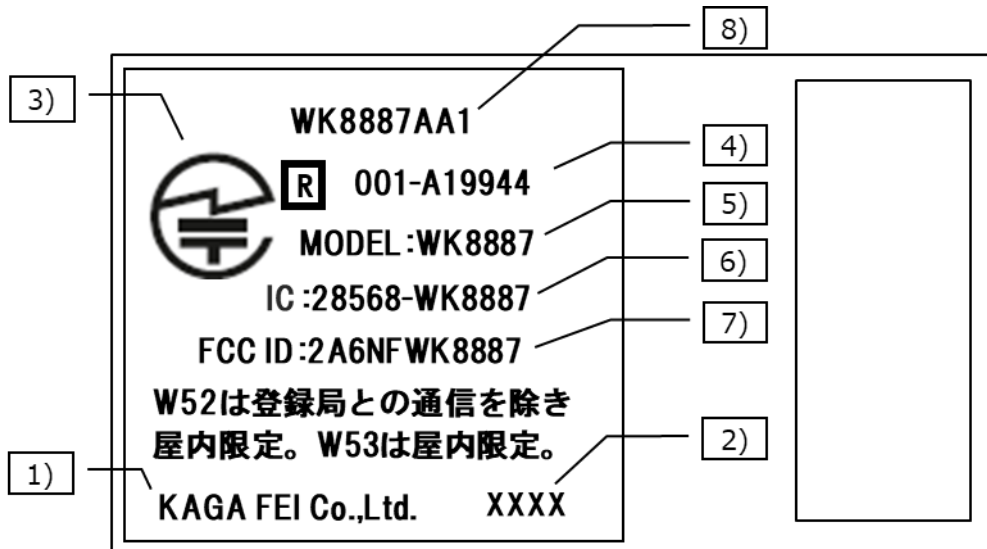 8)
3)
WK8887AA1
4)
R 001-A19944
5)
MODEL:WK8887
6)
IC:28568-WK8887
7)
FCC ID:2A6NFWK8887
W52は登録局との通信を除き
屋内限定。W53は屋内限定。
2)
1)
KAGA FEI Co.,Ltd. XXXX